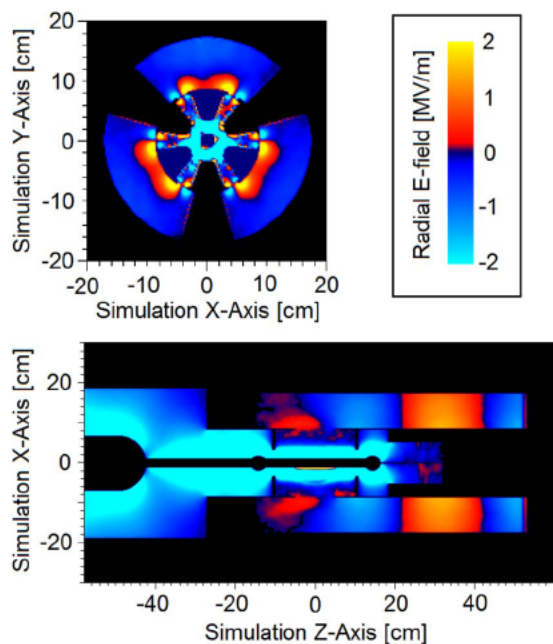 20
10
0
-10
-20
Simulation Y-Axis [cm]
-20 -10 0 10 20
Simulation X-Axis [cm]
Radial E-field [MV/m]
2
1
0
-1
-2
20
0
-20
Simulation X-Axis [cm]
-40 -20 0 20 40
Simulation Z-Axis [cm]